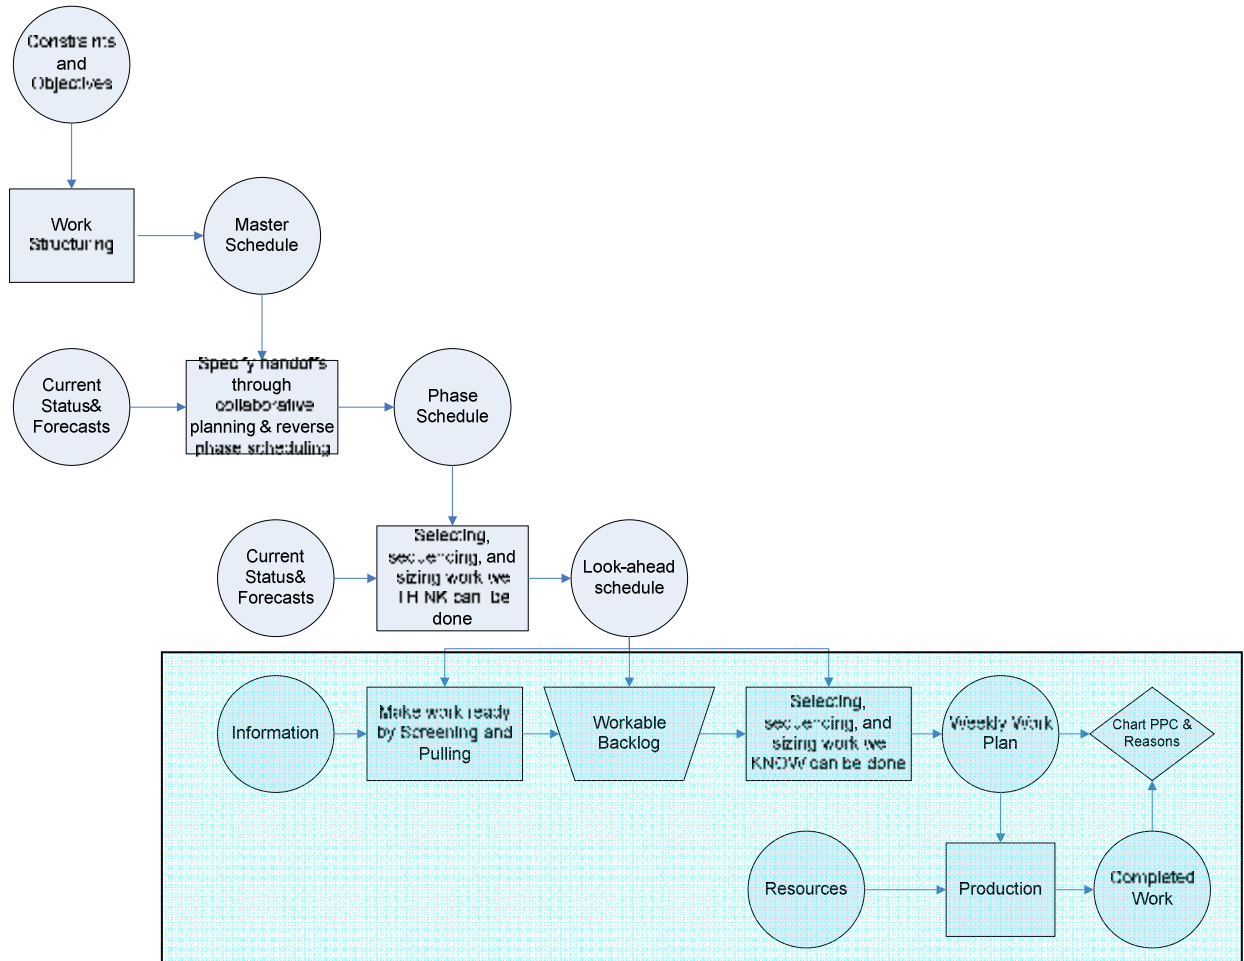 Constraints
and
Objectives
Work
Structuring
Master
Schedule
Current
Status&
Forecasts
Specify handoffs
through
collaborative
planning & reverse
phase scheduling
Phase
Schedule
Current
Status&
Forecasts
Selecting,
sequencing, and
sizing work we
THINK can be
done
Look-ahead
schedule
Information
Make work ready
by Screening and
Pulling
Workable
Backlog
Selecting,
sequencing, and
sizing work we
KNOW can be done
Weekly Work
Plan
Chart PPC &
Reasons
Resources
Production
Completed
Work